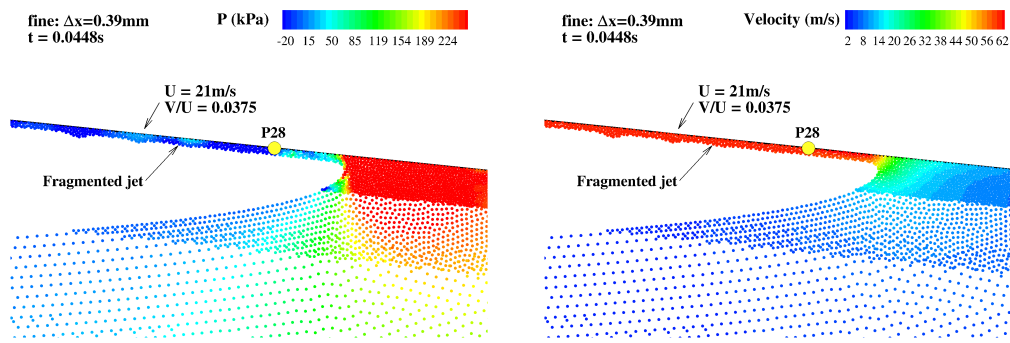 fine: Δx=0.39mm
t = 0.0448s
P (kPa)
-20 15 50 85 119 154 189 224
U = 21m/s
V/U = 0.0375
P28
Fragmented jet
fine: Δx=0.39mm
t = 0.0448s
Velocity (m/s)
2 8 14 20 26 32 38 44 50 56 62
U = 21m/s
V/U = 0.0375
P28
Fragmented jet